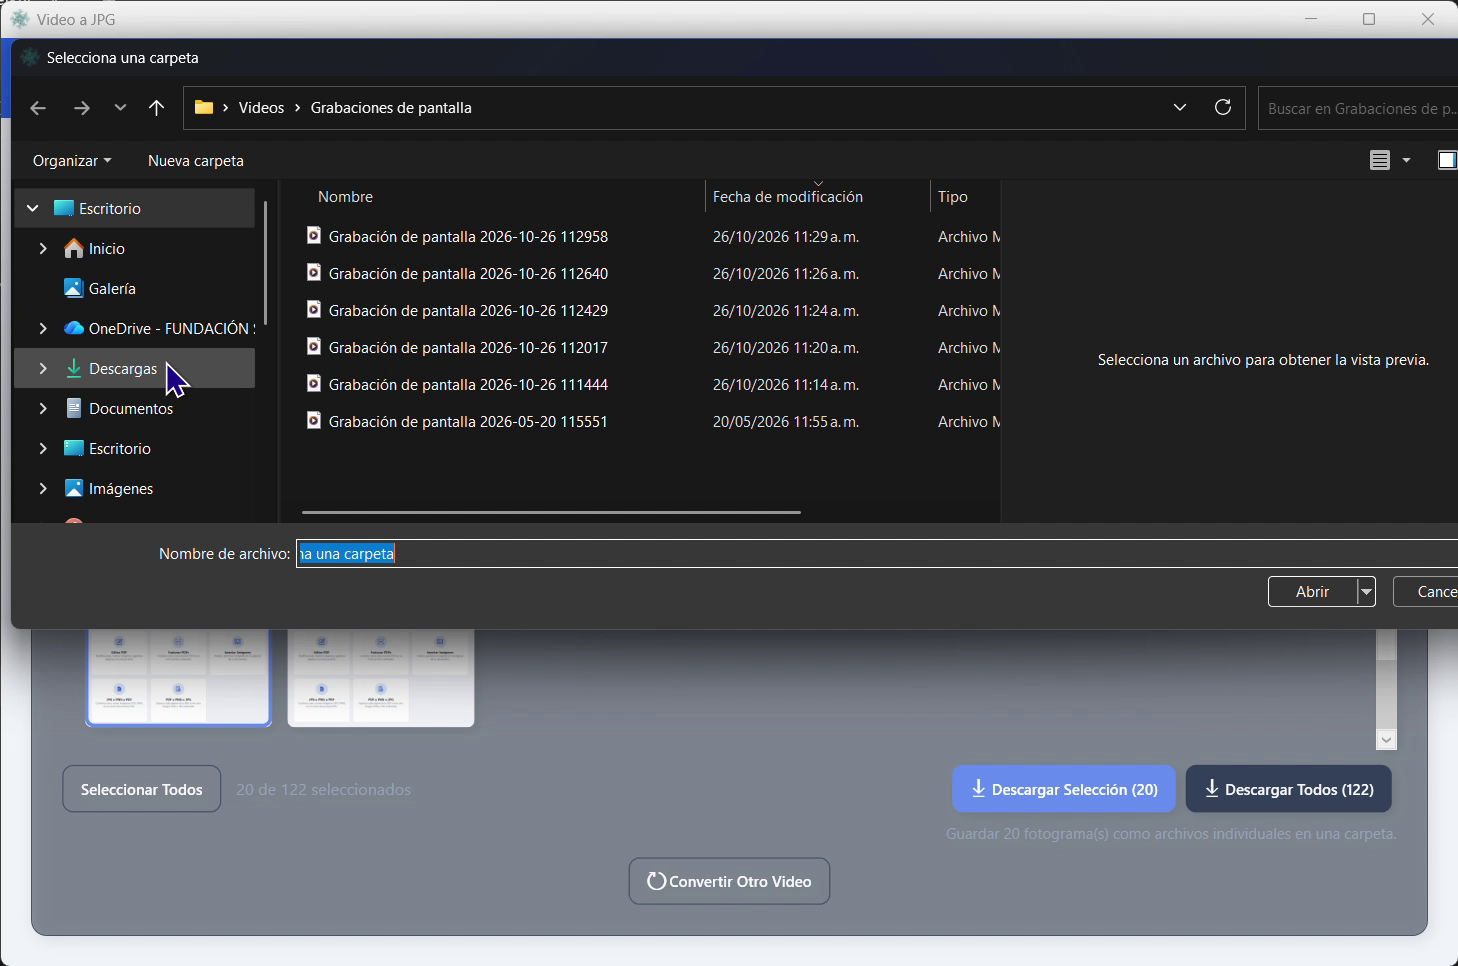 Video a JPG
Selecciona una carpeta
Videos > Grabaciones de pantalla
Buscar en Grabaciones de p...
Organizar
Nueva carpeta
Nombre
Fecha de modificación
Tipo
Escritorio
Inicio
Galería
OneDrive - FUNDACIÓN
Descargas
Documentos
Escritorio
Imágenes
Grabación de pantalla 2026-10-26 112958 26/10/2026 11:29 a. m. Archivo
Grabación de pantalla 2026-10-26 112640 26/10/2026 11:26 a. m. Archivo
Grabación de pantalla 2026-10-26 112429 26/10/2026 11:24 a. m. Archivo
Grabación de pantalla 2026-10-26 112017 26/10/2026 11:20 a. m. Archivo
Grabación de pantalla 2026-10-26 111444 26/10/2026 11:14 a. m. Archivo
Grabación de pantalla 2026-05-20 115551 20/05/2026 11:55 a. m. Archivo
Selecciona un archivo para obtener la vista previa.
Nombre de archivo: na una carpeta
Abrir
Cance
Seleccionar Todos
20 de 122 seleccionados
Descargar Selección (20)
Descargar Todos (122)
Guardar 20 fotograma(s) como archivos individuales en una carpeta.
Convertir Otro Video